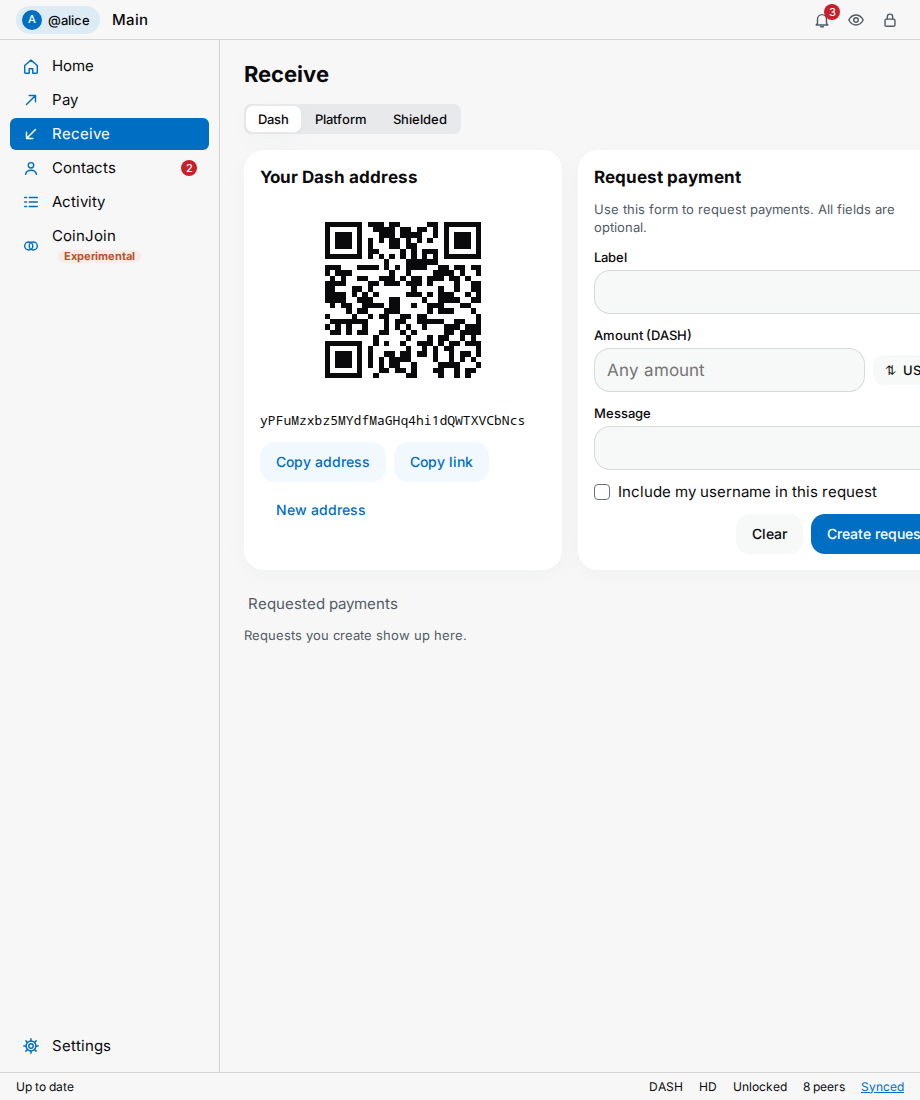 A @alice Main 3
Home
Pay
Receive
Contacts 2
Activity
CoinJoin
Experimental
Settings
Receive
Dash Platform Shielded
Your Dash address
yPFuMzxbz5MYdfMaGHq4hi1dQWTXVCbNcs
Copy address Copy link
New address
Request payment
Use this form to request payments. All fields are
optional.
Label
Amount (DASH)
Any amount ⇅ US
Message
Include my username in this request
Clear Create reques
Requested payments
Requests you create show up here.
Up to date DASH HD Unlocked 8 peers Synced